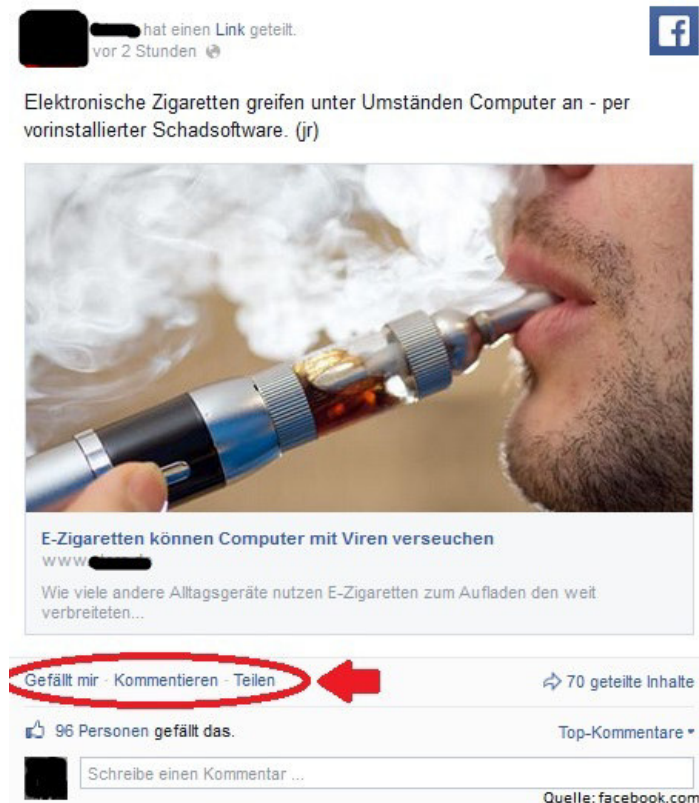 hat einen Link geteilt.
vor 2 Stunden
Elektronische Zigaretten greifen unter Umständen Computer an - per
vorinstallierter Schadsoftware. (jr)
E-Zigaretten können Computer mit Viren verseuchen
www.
Wie viele andere Alltagsgeräte nutzen E-Zigaretten zum Aufladen den weit
verbreiteten...
Gefällt mir · Kommentieren · Teilen
70 geteilte Inhalte
96 Personen gefällt das.
Top-Kommentare
Schreibe einen Kommentar ...
Quelle: facebook.com